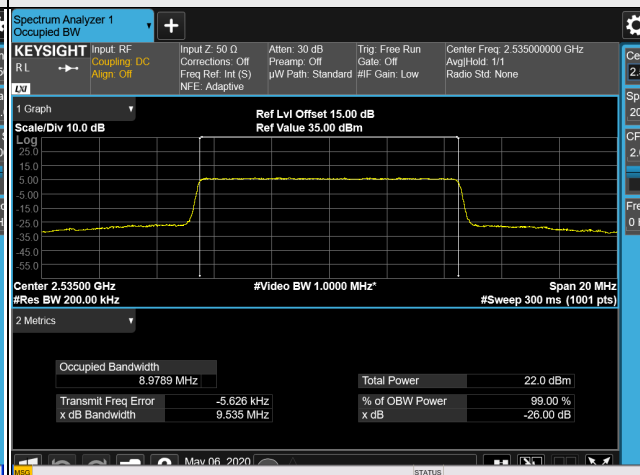 Spectrum Analyzer 1
Occupied BW
KEYSIGHT
RL
LXI
Input: RF
Coupling: DC
Align: Off
Input Z: 50 Ω
Corrections: Off
Freq Ref: Int (S)
NFE: Adaptive
Atten: 30 dB
Preamp: Off
µW Path: Standard
Trig: Free Run
Gate: Off
#IF Gain: Low
Center Freq: 2.535000000 GHz
Avg|Hold: 1/1
Radio Std: None
1 Graph
Scale/Div 10.0 dB
Ref Lvl Offset 15.00 dB
Ref Value 35.00 dBm
Log
25.0
15.0
5.00
-5.00
-15.0
-25.0
-35.0
-45.0
-55.0
Center 2.53500 GHz
#Res BW 200.00 kHz
#Video BW 1.0000 MHz*
Span 20 MHz
#Sweep 300 ms (1001 pts)
2 Metrics
Occupied Bandwidth
8.9789 MHz
Transmit Freq Error -5.626 kHz
x dB Bandwidth 9.535 MHz
Total Power 22.0 dBm
% of OBW Power 99.00 %
x dB -26.00 dB
May 06, 2020
MSG
STATUS